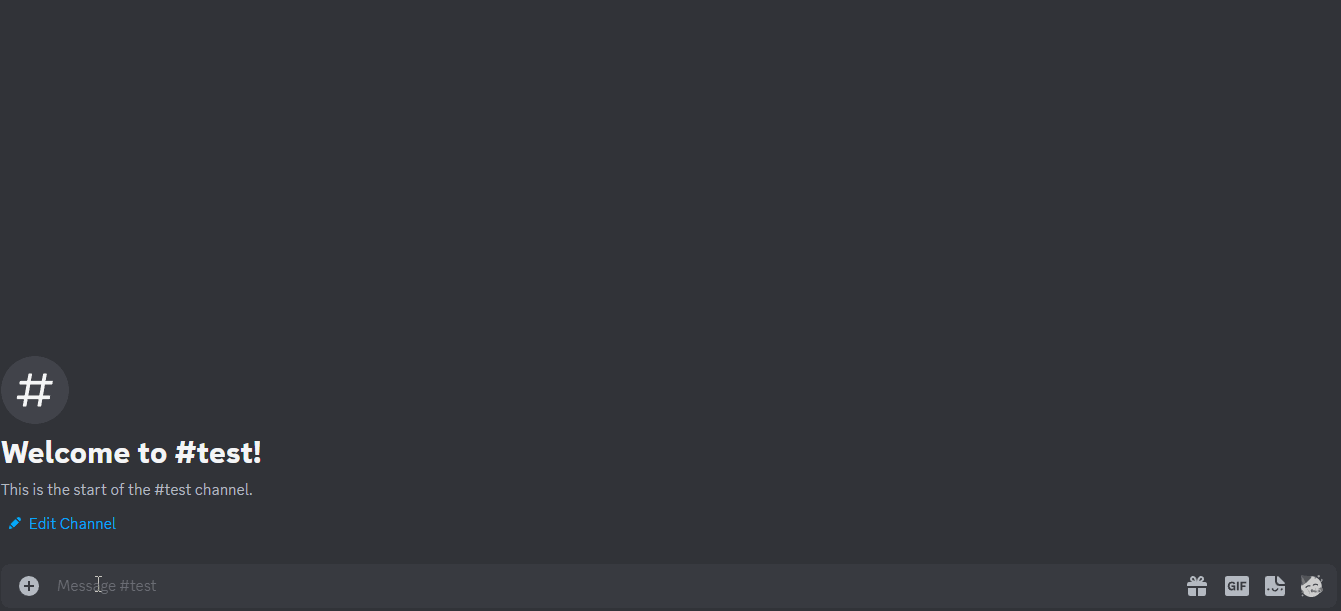 #
Welcome to #test!
This is the start of the #test channel.
Edit Channel
Message #test
GIF